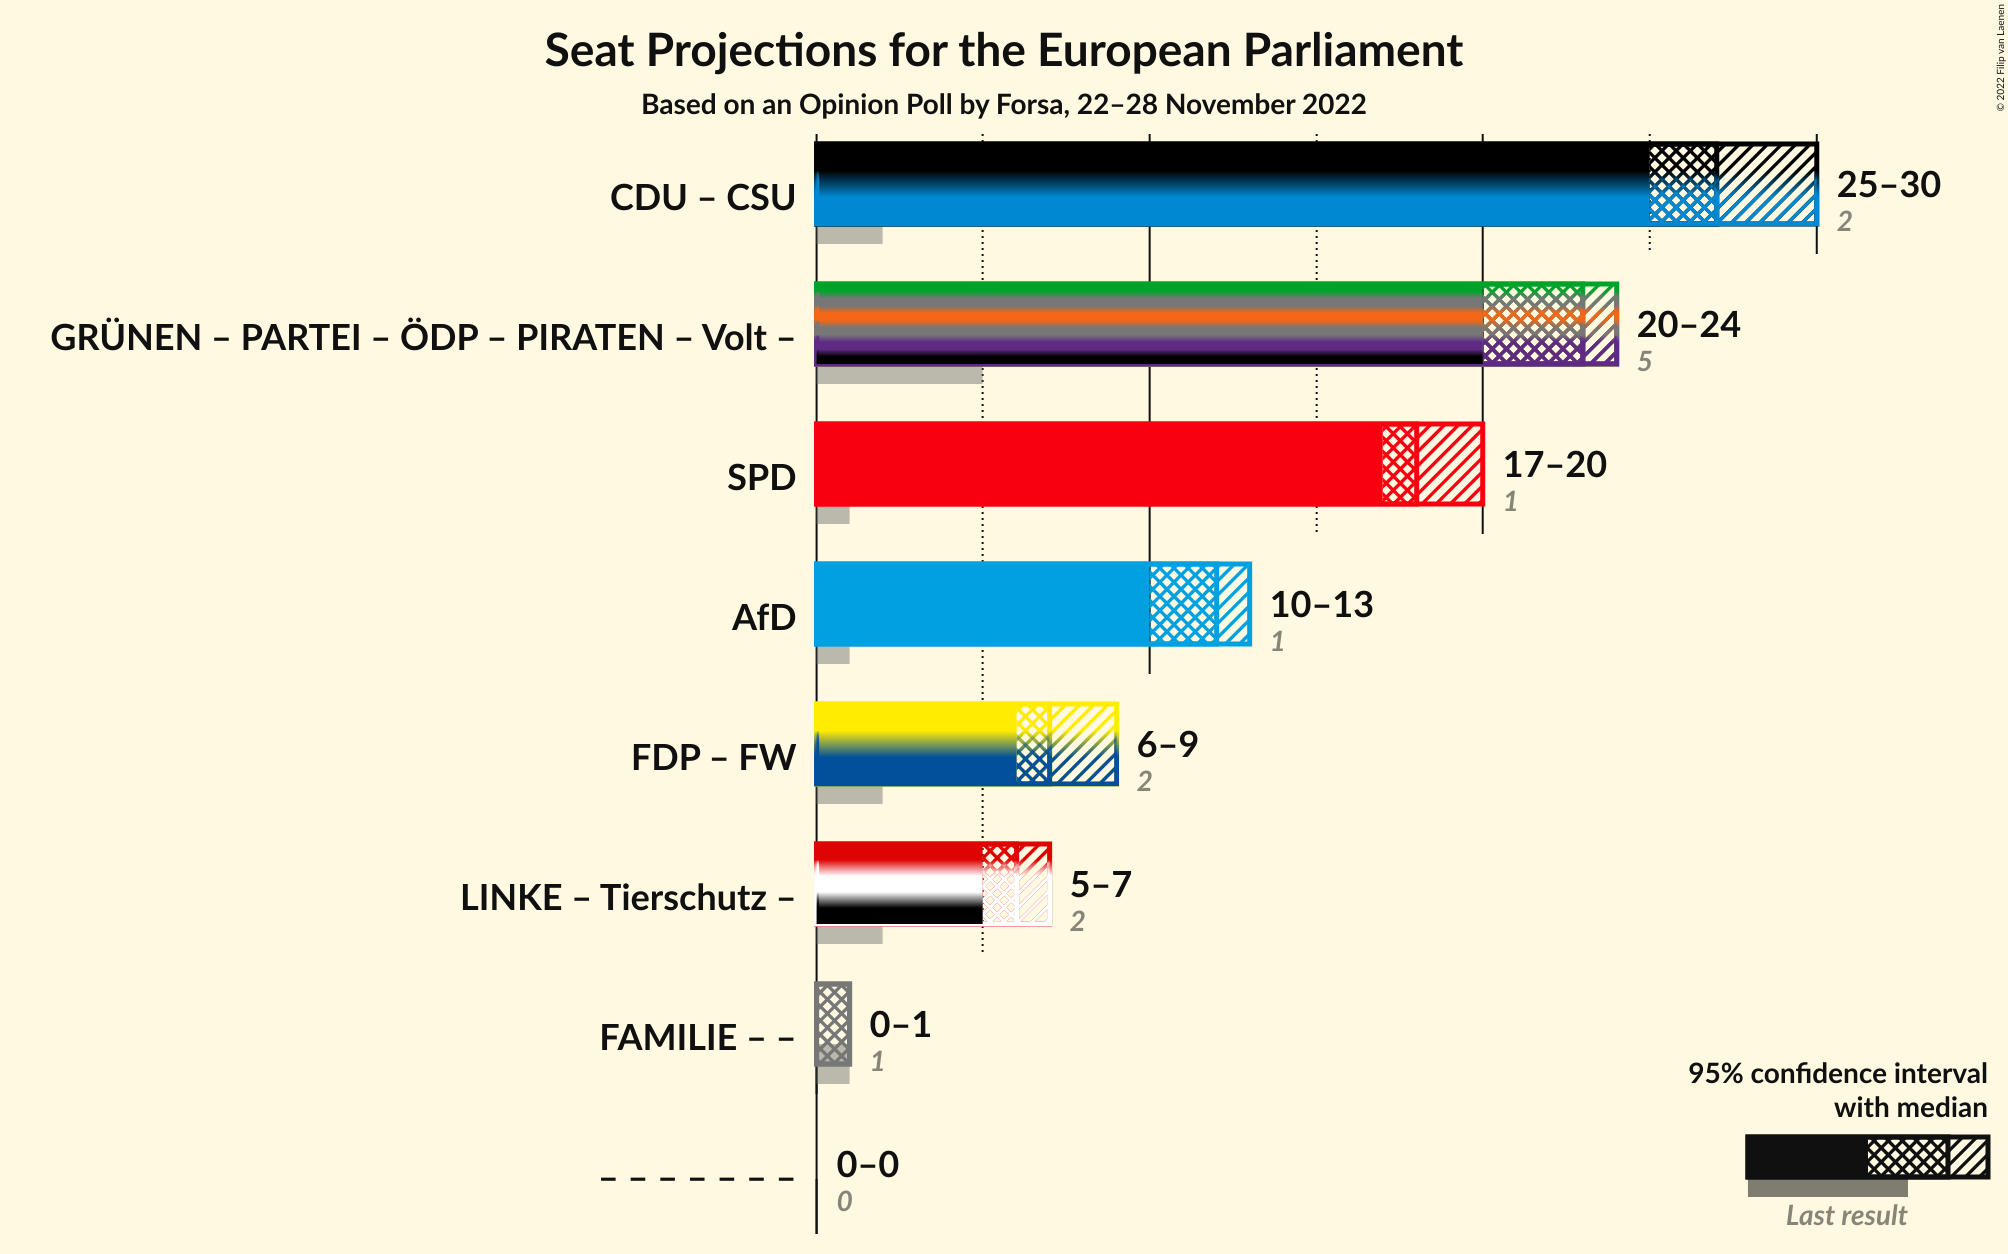 Seat Projections for the European Parliament
Based on an Opinion Poll by Forsa, 22–28 November 2022
© 2022 Filip van Laenen
CDU – CSU
25–30
2
GRÜNEN – PARTEI – ÖDP – PIRATEN – Volt –
20–24
5
SPD
17–20
1
AfD
10–13
1
FDP – FW
6–9
2
LINKE – Tierschutz –
5–7
2
FAMILIE – –
0–1
1
– – – – – – –
0–0
0
95% confidence interval
with median
Last result